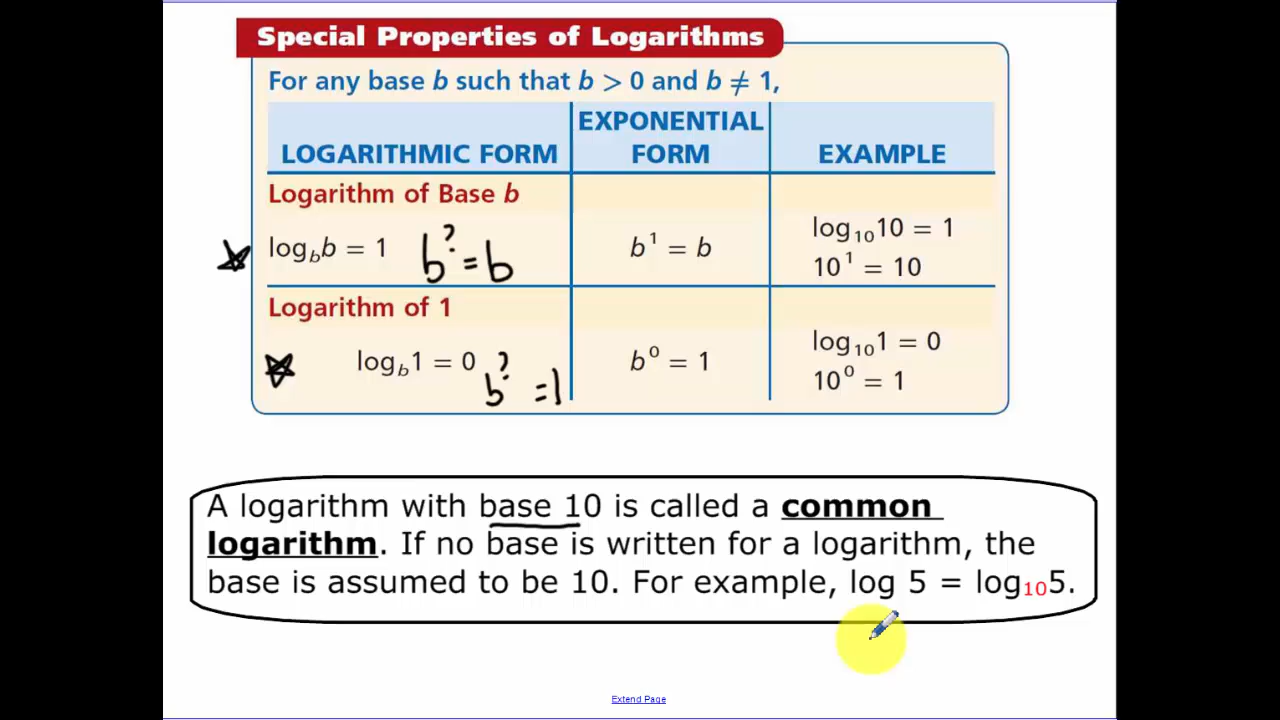 Special Properties of Logarithms
For any base b such that b > 0 and b ≠ 1,
LOGARITHMIC FORM
EXPONENTIAL
FORM
EXAMPLE
Logarithm of Base b
log_b b = 1
b^? = b
b^1 = b
log_10 10 = 1
10^1 = 10
Logarithm of 1
log_b 1 = 0
b^? = 1
b^0 = 1
log_10 1 = 0
10^0 = 1
A logarithm with base 10 is called a common
logarithm. If no base is written for a logarithm, the
base is assumed to be 10. For example, log 5 = log_10 5.
Extend Page